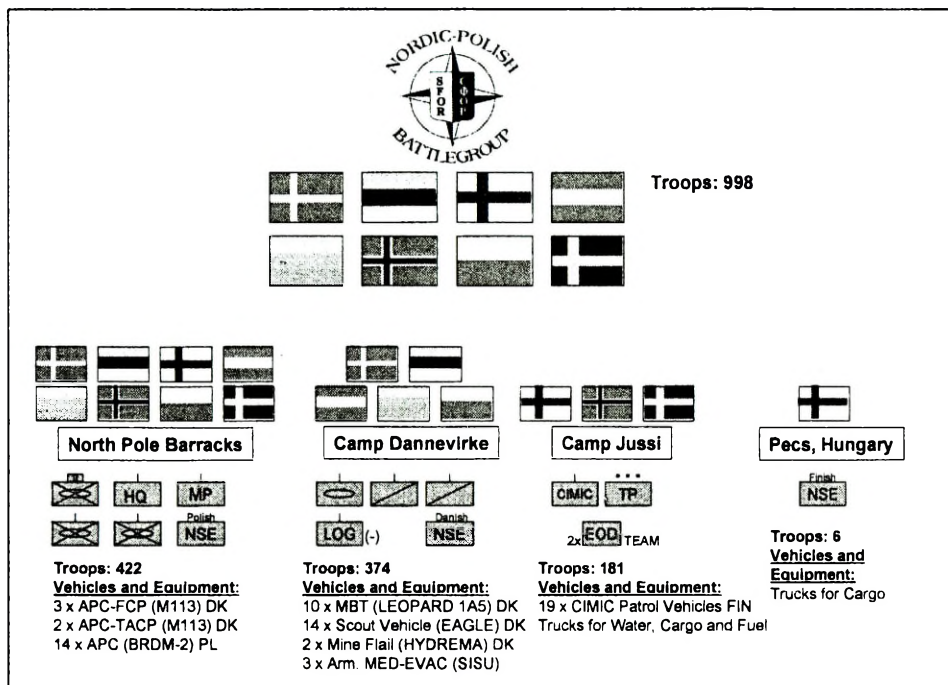 NORDIC-POLISH
SFOR
BATTLEGROUP
Troops: 998
North Pole Barracks
HQ
MP
Polish
NSE
Troops: 422
Vehicles and Equipment:
3 x APC-FCP (M113) DK
2 x APC-TACP (M113) DK
14 x APC (BRDM-2) PL
Camp Dannevirke
LOG (-)
Danish
NSE
Troops: 374
Vehicles and Equipment:
10 x MBT (LEOPARD 1A5) DK
14 x Scout Vehicle (EAGLE) DK
2 x Mine Flail (HYDREMA) DK
3 x Arm. MED-EVAC (SISU)
Camp Jussi
CIMIC
TP
2x EOD TEAM
Troops: 181
Vehicles and Equipment:
19 x CIMIC Patrol Vehicles FIN
Trucks for Water, Cargo and Fuel
Pecs, Hungary
Finish
NSE
Troops: 6
Vehicles and
Equipment:
Trucks for Cargo